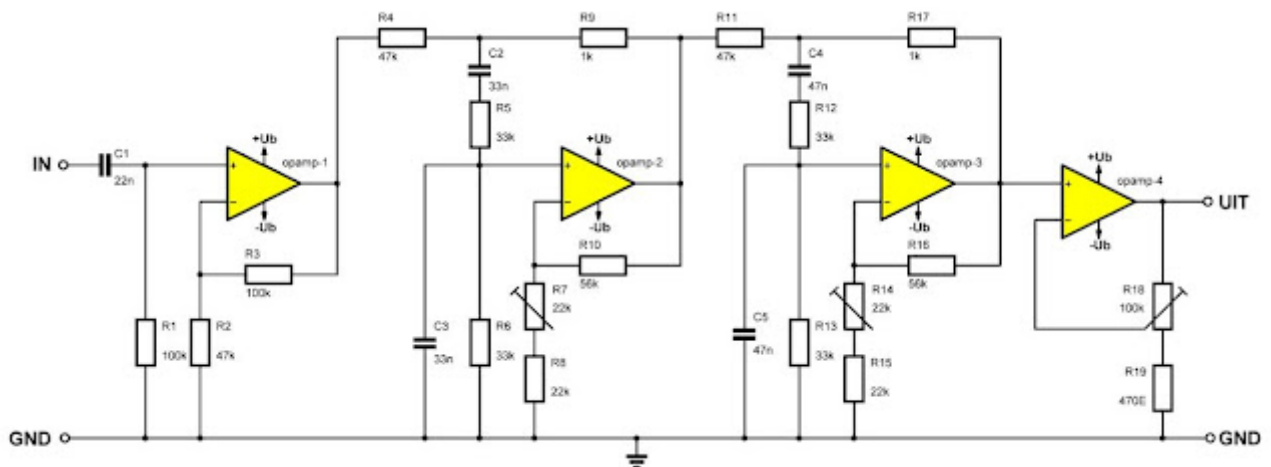 R4
47k
R9
1k
R11
47k
R17
1k
C2
33n
C4
47n
R5
33k
R12
33k
IN
C1
22n
+Ub
opamp-1
-Ub
+Ub
opamp-2
-Ub
+Ub
opamp-3
-Ub
+Ub
opamp-4
-Ub
UIT
R3
100k
R10
56k
R16
56k
R7
22k
R14
22k
R18
100k
R1
100k
R2
47k
C3
33n
R6
33k
R8
22k
C5
47n
R13
33k
R15
22k
R19
470E
GND
GND